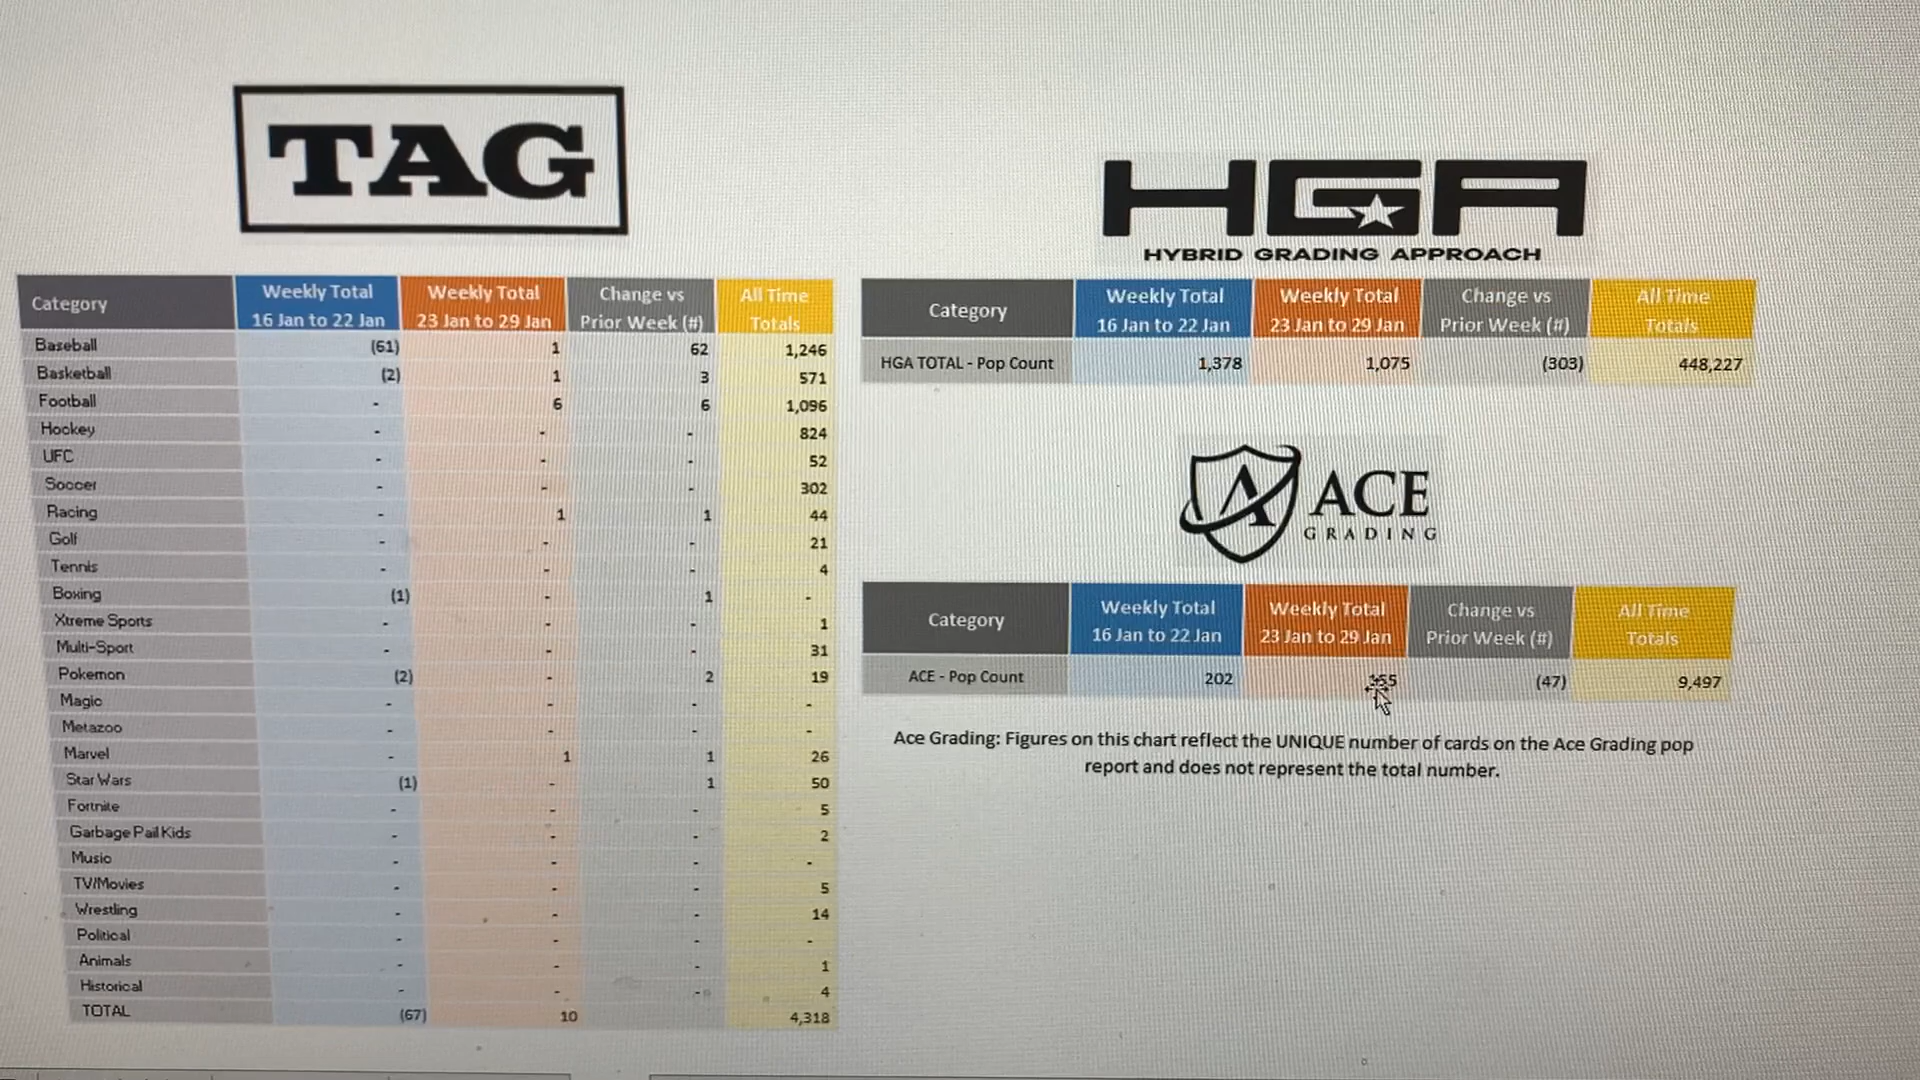 TAG
Category Weekly Total 16 Jan to 22 Jan Weekly Total 23 Jan to 29 Jan Change vs Prior Week (#) All Time Totals
Baseball (61) 1 62 1,246
Basketball (2) 1 3 571
Football - 6 6 1,096
Hockey - - - 824
UFC - - - 52
Soccer - - - 302
Racing - 1 1 44
Golf - - - 21
Tennis - - - 4
Boxing (1) - 1 -
Xtreme Sports - - - 1
Multi-Sport - - - 31
Pokemon (2) - 2 19
Magic - - - -
Metazoo - - - -
Marvel - 1 1 26
Star Wars (1) - 1 50
Fortnite - - - 5
Garbage Pail Kids - - - 2
Music - - - -
TV/Movies - - - 5
Wrestling - - - 14
Political - - - -
Animals - - - 1
Historical - - - 4
TOTAL (67) 10 4,318
HGA
HYBRID GRADING APPROACH
Category Weekly Total 16 Jan to 22 Jan Weekly Total 23 Jan to 29 Jan Change vs Prior Week (#) All Time Totals
HGA TOTAL - Pop Count 1,378 1,075 (303) 448,227
ACE
GRADING
Category Weekly Total 16 Jan to 22 Jan Weekly Total 23 Jan to 29 Jan Change vs Prior Week (#) All Time Totals
ACE - Pop Count 202 155 (47) 9,497
Ace Grading: Figures on this chart reflect the UNIQUE number of cards on the Ace Grading pop
report and does not represent the total number.